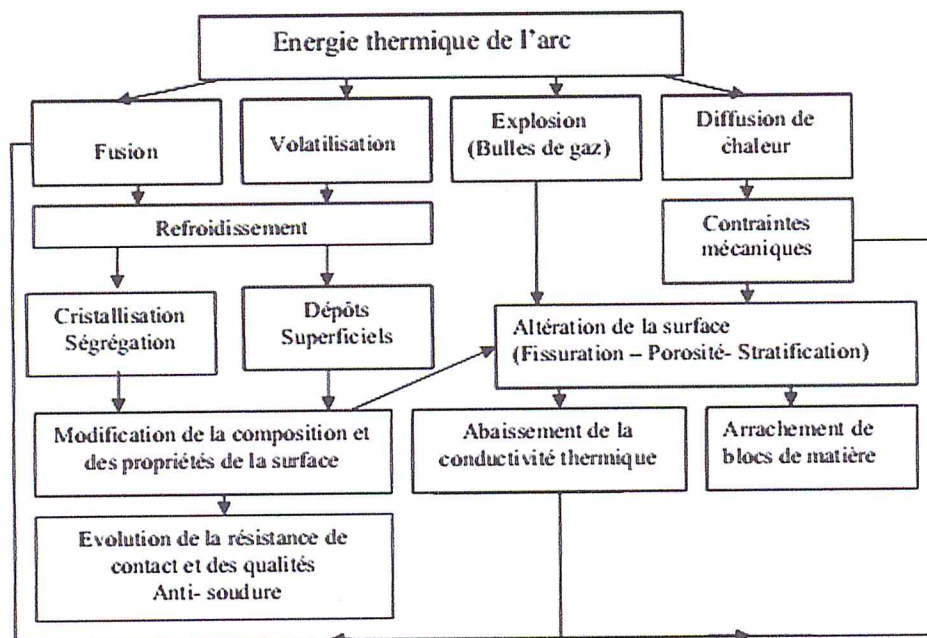 Energie thermique de l'arc
Fusion
Volatilisation
Explosion
(Bulles de gaz)
Diffusion de
chaleur
Refroidissement
Contraintes
mécaniques
Cristallisation
Ségrégation
Dépôts
Superficiels
Altération de la surface
(Fissuration – Porosité- Stratification)
Modification de la composition et
des propriétés de la surface
Abaissement de la
conductivité thermique
Arrachement de
blocs de matière
Evolution de la résistance de
contact et des qualités
Anti- soudure